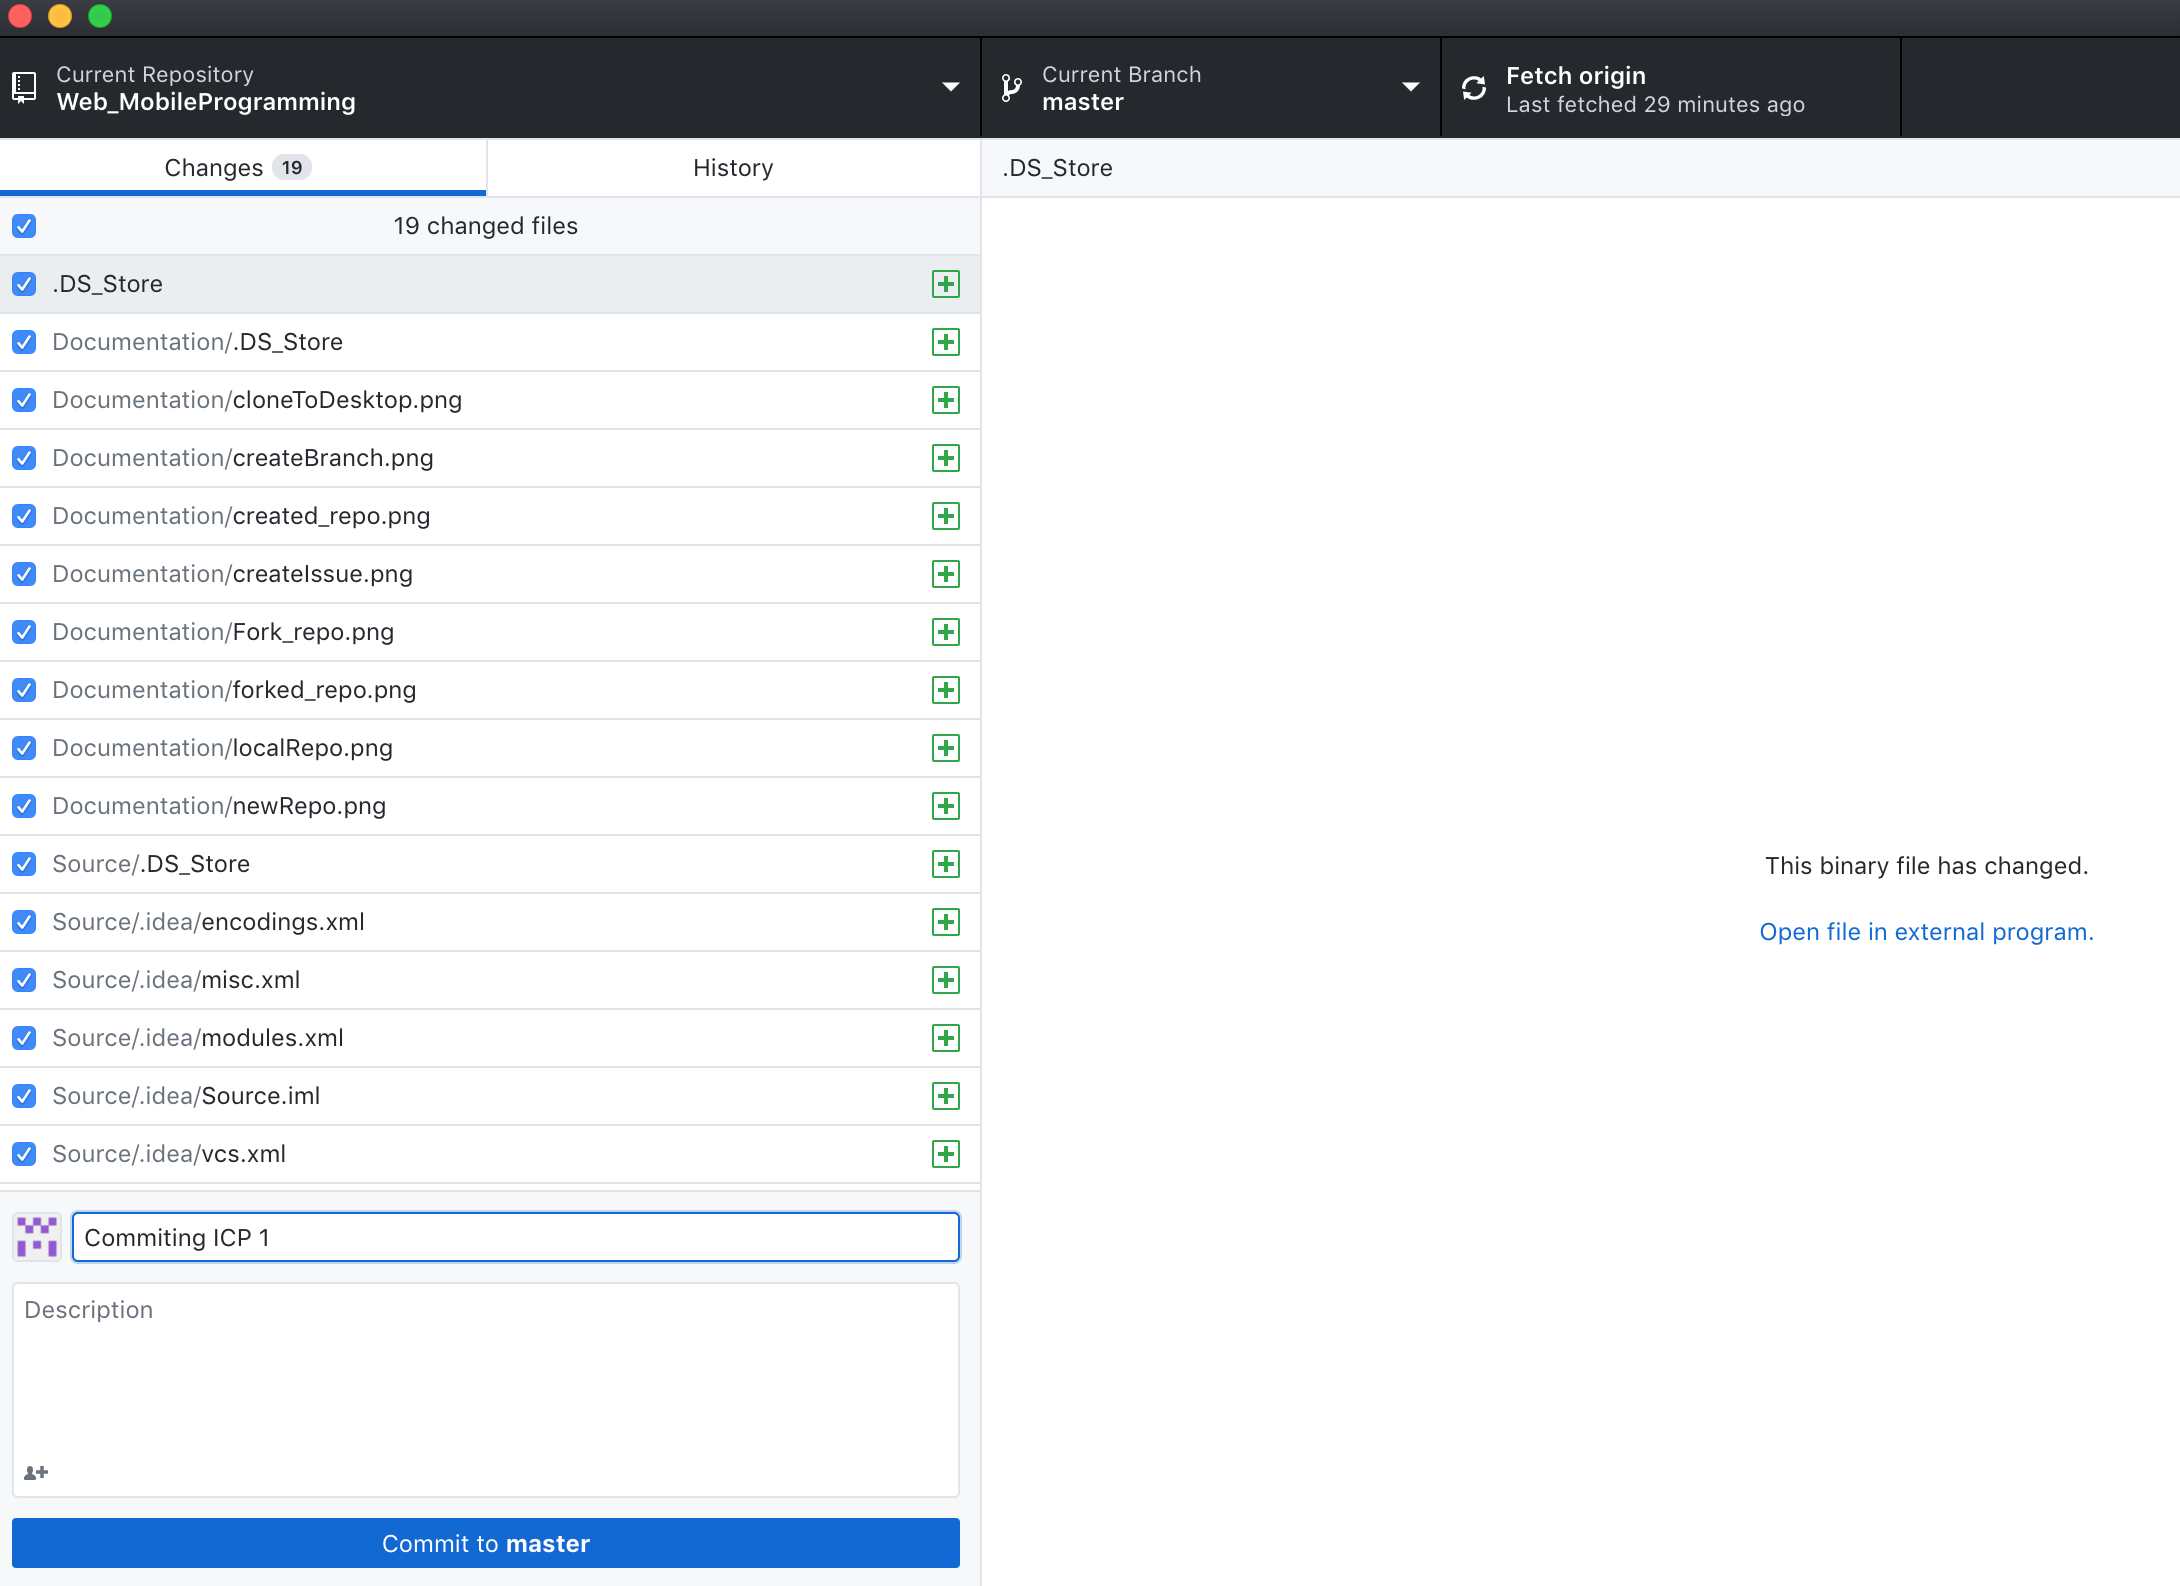 Current Repository
Web_MobileProgramming
Current Branch
master
Fetch origin
Last fetched 29 minutes ago
Changes 19
History
.DS_Store
19 changed files
.DS_Store
Documentation/.DS_Store
Documentation/cloneToDesktop.png
Documentation/createBranch.png
Documentation/created_repo.png
Documentation/createIssue.png
Documentation/Fork_repo.png
Documentation/forked_repo.png
Documentation/localRepo.png
Documentation/newRepo.png
Source/.DS_Store
Source/.idea/encodings.xml
Source/.idea/misc.xml
Source/.idea/modules.xml
Source/.idea/Source.iml
Source/.idea/vcs.xml
Commiting ICP 1
Description
Commit to master
This binary file has changed.
Open file in external program.